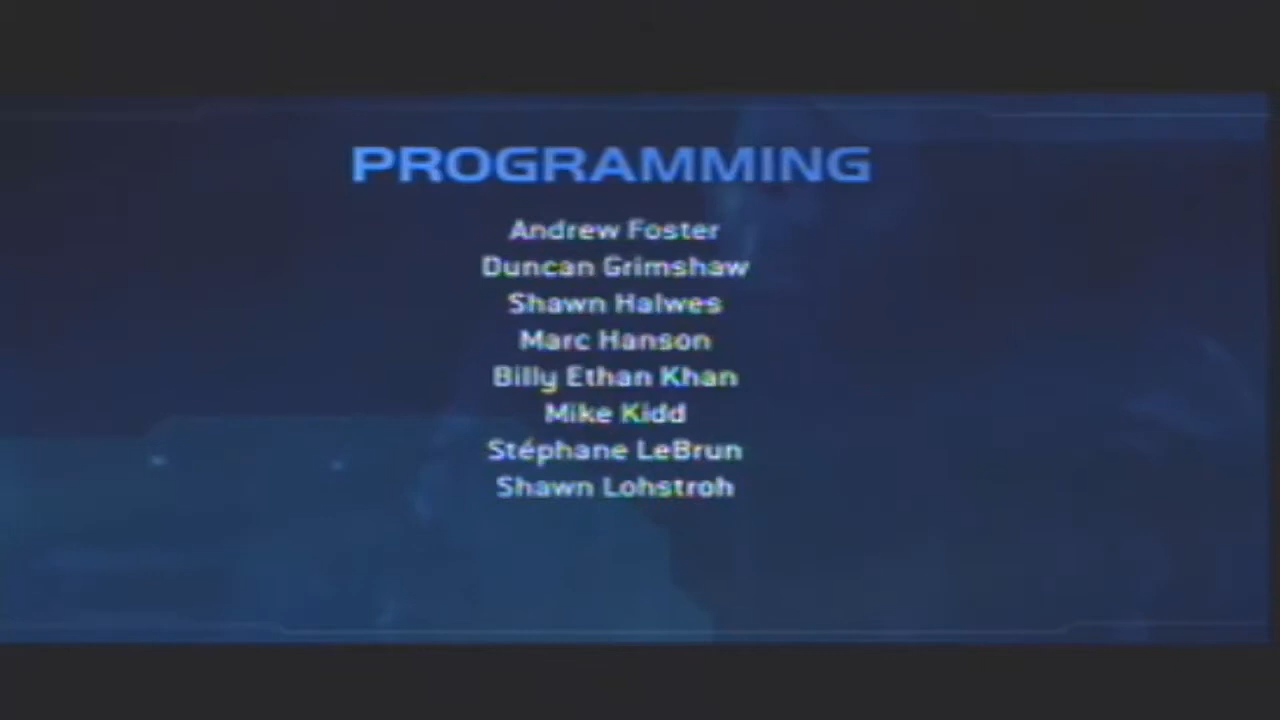 PROGRAMMING
Andrew Foster
Duncan Grimshaw
Shawn Halwes
Marc Hanson
Billy Ethan Khan
Mike Kidd
Stéphane LeBrun
Shawn Lohstroh